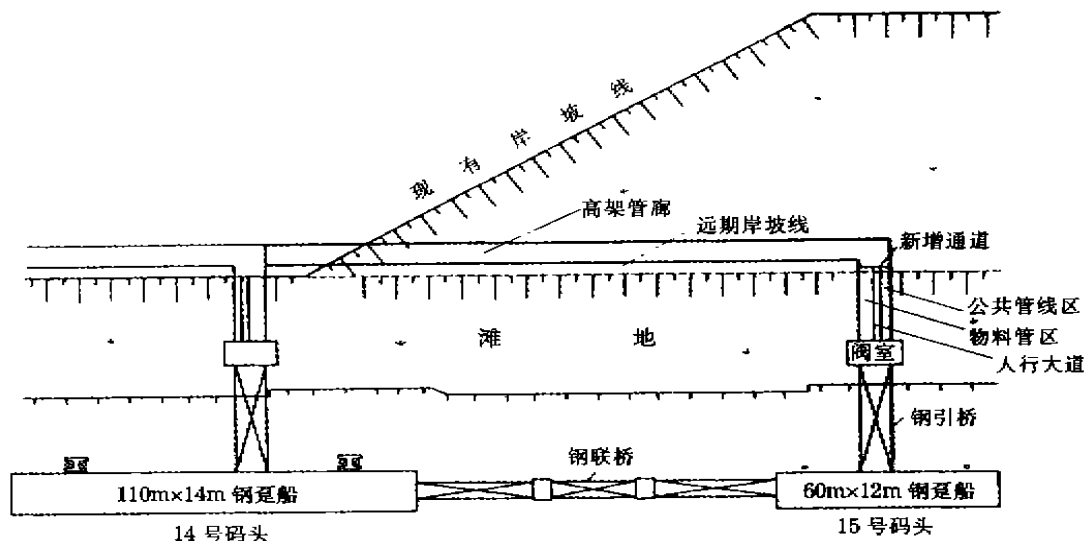 现有岸坡线
高架管廊
远期岸坡线
新增通道
公共管线区
物料管区
人行大道
滩地
阀室
钢引桥
钢联桥
110m×14m 钢趸船
60m×12m 钢趸船
14 号码头
15 号码头